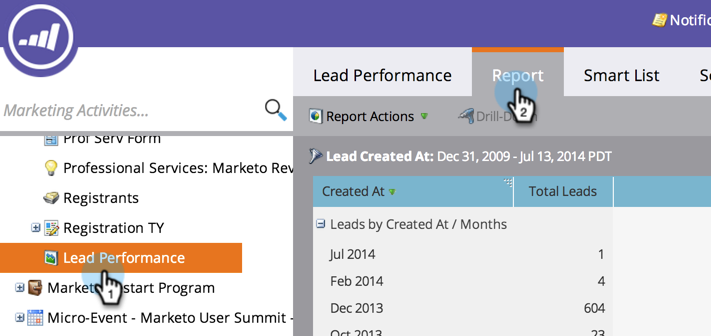 Notific
Lead Performance
Report
Smart List
S
Marketing Activities...
2
Report Actions
Drill-D
Prof Serv Form
Professional Services: Marketo Rev
Lead Created At: Dec 31, 2009 - Jul 13, 2014 PDT
Registrants
Created At
Total Leads
Registration TY
Leads by Created At / Months
Lead Performance
Jul 2014
1
1
Feb 2014
4
start Program
Dec 2013
604
Micro-Event - Marketo User Summit -
Oct 2013
23